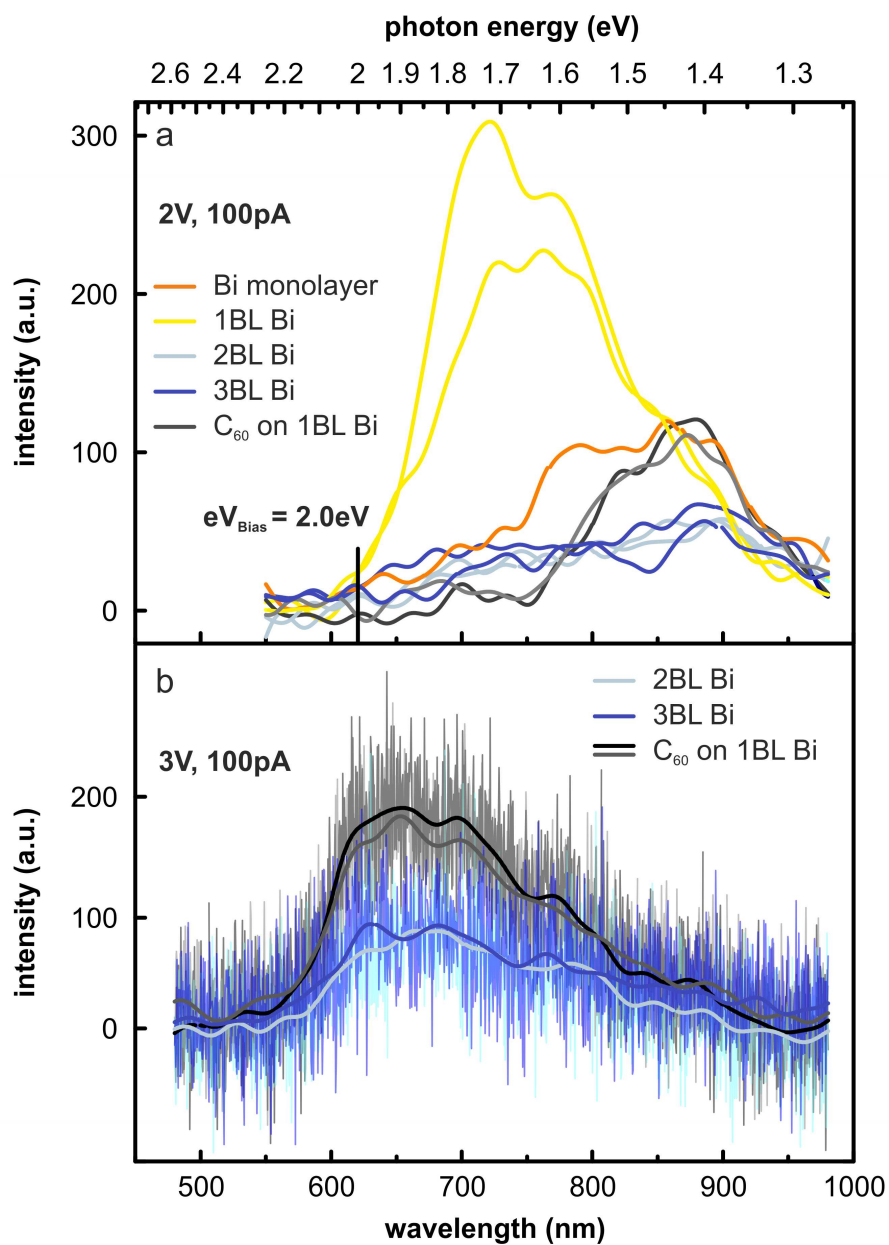 photon energy (eV)
2.6 2.4 2.2 2 1.9 1.8 1.7 1.6 1.5 1.4 1.3
a
300
2V, 100pA
Bi monolayer
1BL Bi
2BL Bi
3BL Bi
C₆₀ on 1BL Bi
200
100
0
intensity (a.u.)
eV_Bias = 2.0eV
b
2BL Bi
3BL Bi
C₆₀ on 1BL Bi
3V, 100pA
200
100
0
intensity (a.u.)
500 600 700 800 900 1000
wavelength (nm)